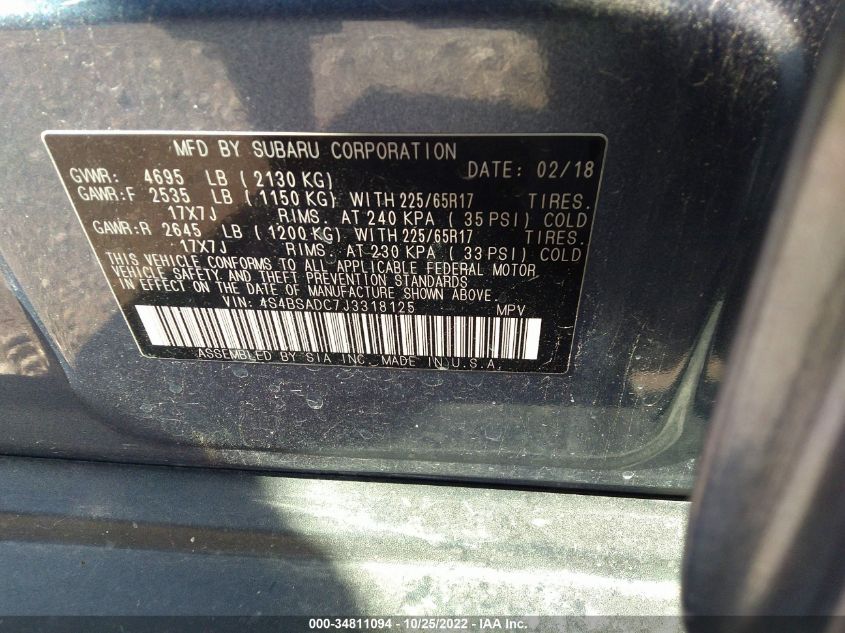 MFD BY SUBARU CORPORATION
GVWR: 4695 LB ( 2130 KG) DATE: 02/18
GAWR:F 2535 LB ( 1150 KG) WITH 225/65R17 TIRES.
17X7J RIMS. AT 240 KPA ( 35 PSI) COLD
GAWR:R 2645 LB ( 1200 KG) WITH 225/65R17 TIRES.
17X7J RIMS. AT 230 KPA ( 33 PSI) COLD
THIS VEHICLE CONFORMS TO ALL APPLICABLE FEDERAL MOTOR
VEHICLE SAFETY AND THEFT PREVENTION STANDARDS
IN EFFECT ON THE DATE OF MANUFACTURE SHOWN ABOVE.
VIN: 4S4BSADC7J3318125 MPV
ASSEMBLED BY SIA INC. MADE IN U.S.A.
000-34811094 - 10/25/2022 - IAA Inc.